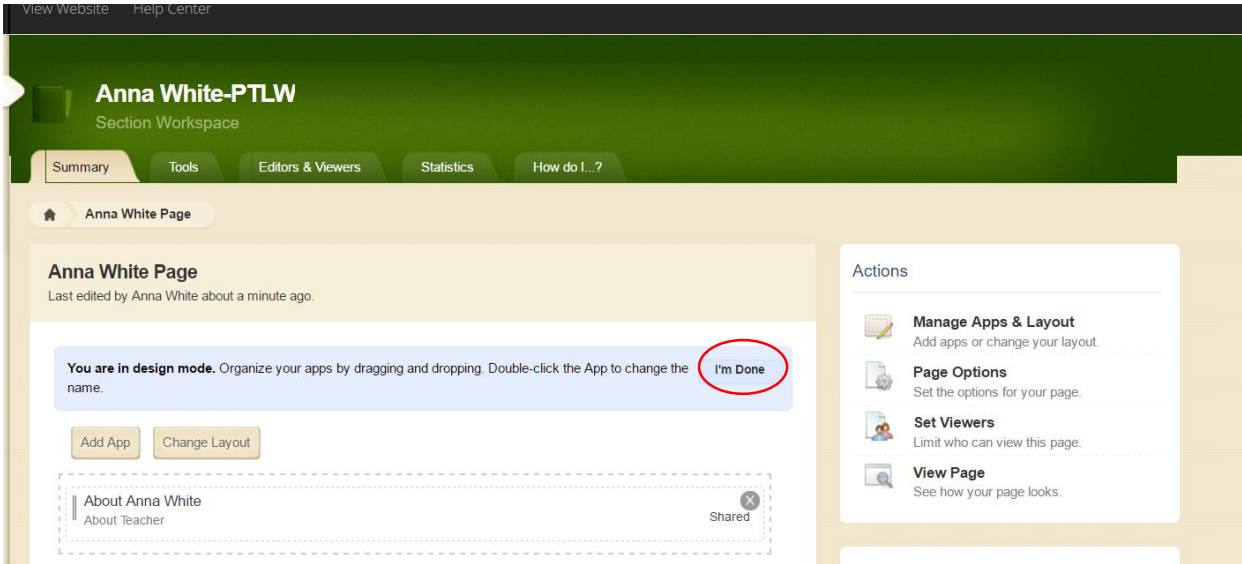 View Website Help Center
Anna White-PTLW
Section Workspace
Summary Tools Editors & Viewers Statistics How do I...?
Anna White Page
Anna White Page
Last edited by Anna White about a minute ago.
You are in design mode. Organize your apps by dragging and dropping. Double-click the App to change the
name.
I'm Done
Add App Change Layout
About Anna White
About Teacher
Shared
Actions
Manage Apps & Layout
Add apps or change your layout.
Page Options
Set the options for your page.
Set Viewers
Limit who can view this page.
View Page
See how your page looks.